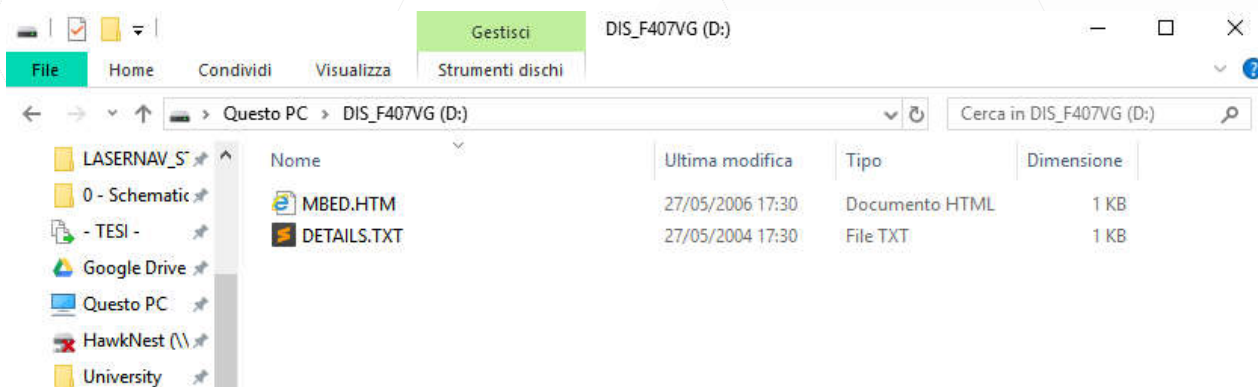 Gestisci
DIS_F407VG (D:)
File Home Condividi Visualizza Strumenti dischi
Questo PC > DIS_F407VG (D:)
Cerca in DIS_F407VG (D:)
Nome Ultima modifica Tipo Dimensione
LASERNAV_ST
0 - Schematic
- TESI -
Google Drive
Questo PC
HawkNest (\\
University
MBED.HTM 27/05/2006 17:30 Documento HTML 1 KB
DETAILS.TXT 27/05/2004 17:30 File TXT 1 KB